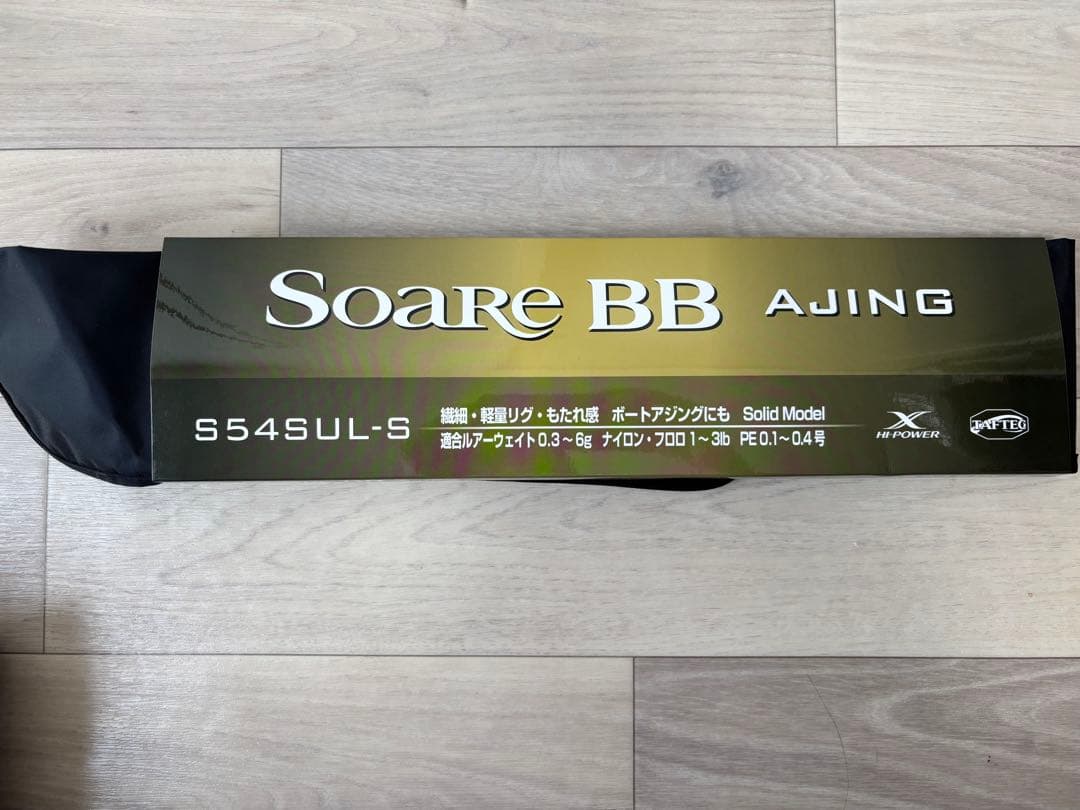 SOARE BB AJING
S54SUL-S
繊細・軽量リグ・もたれ感 ボートアジングにも Solid Model
適合ルアーウェイト0.3～6g ナイロン・フロロ1～3lb PE0.1～0.4号
X
HI-POWER
TAFTEC